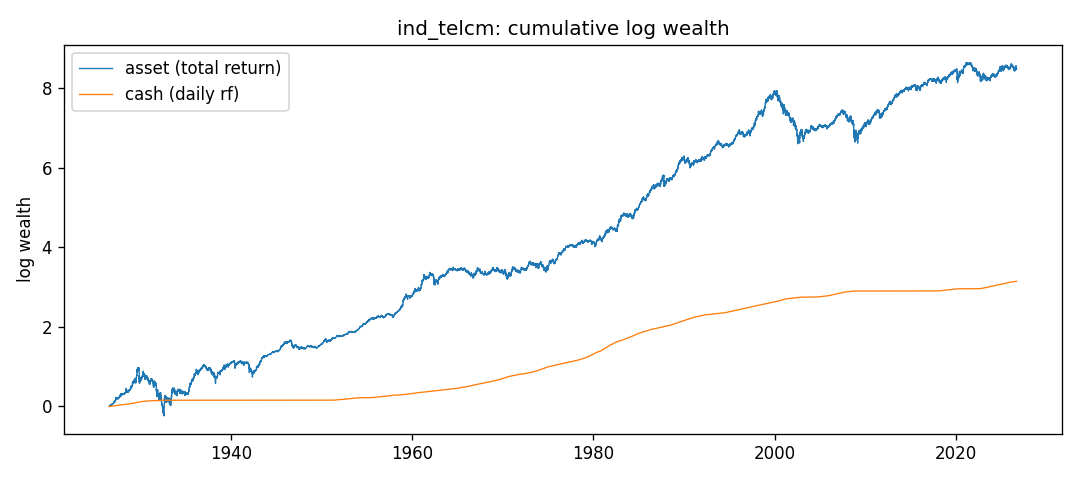 ind_telcm: cumulative log wealth
asset (total return)
cash (daily rf)
log wealth
8
6
4
2
0
1940 1960 1980 2000 2020